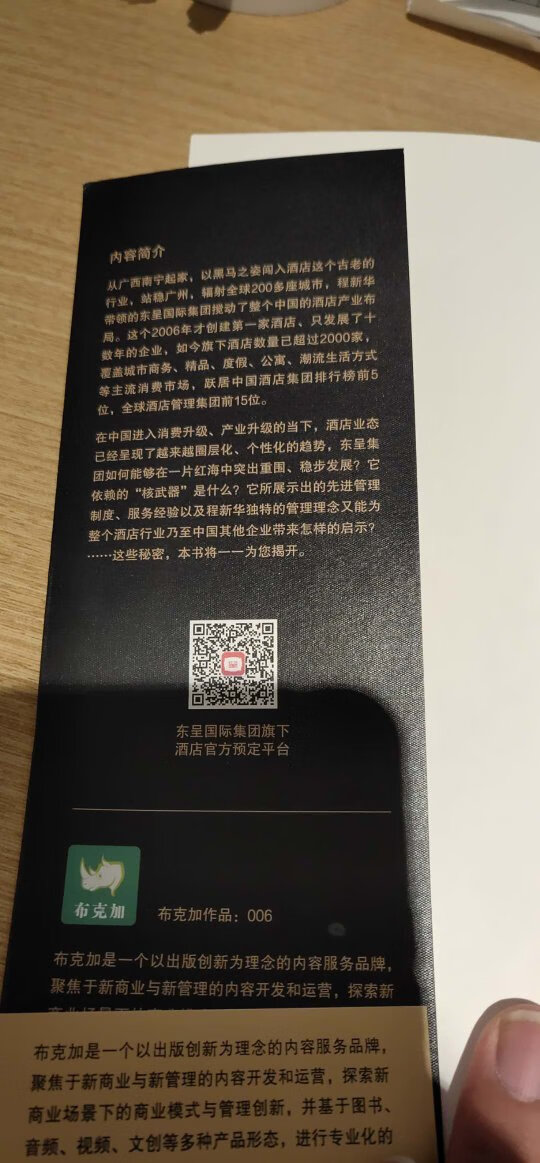 内容简介
从广西南宁起家，以黑马之姿闯入酒店这个古老的
行业，站稳广州，辐射全球200多座城市，程新华
带领的东呈国际集团搅动了整个中国的酒店产业布
局。这个2006年才创建第一家酒店、只发展了十
数年的企业，如今旗下酒店数量已超过2000家，
覆盖城市商务、精品、度假、公寓、潮流生活方式
等主流消费市场，跃居中国酒店集团排行榜前5
位，全球酒店管理集团前15位。
在中国进入消费升级、产业升级的当下，酒店业态
已经呈现了越来越圈层化、个性化的趋势，东呈集
团如何能够在一片红海中突出重围、稳步发展？它
依赖的“核武器”是什么？它所展示出的先进管理
制度、服务经验以及程新华独特的管理理念又能为
整个酒店行业乃至中国其他企业带来怎样的启示？
……这些秘密，本书将一一为您揭开。
东呈国际集团旗下
酒店官方预定平台
布克加
布克加作品：006
布克加是一个以出版创新为理念的内容服务品牌，
聚焦于新商业与新管理的内容开发和运营，探索新
布克加是一个以出版创新为理念的内容服务品牌，
聚焦于新商业与新管理的内容开发和运营，探索新
商业场景下的商业模式与管理创新，并基于图书、
音频、视频、文创等多种产品形态，进行专业化的